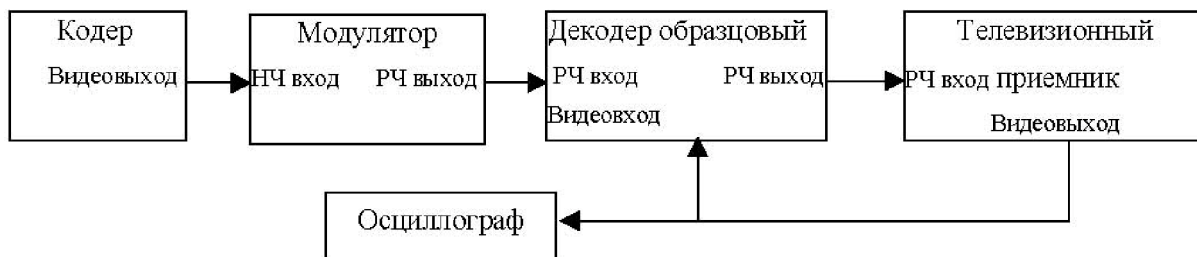 Кодер
Видеовыход
Модулятор
НЧ вход РЧ выход
Декодер образцовый
РЧ вход РЧ выход
Видеовход
Телевизионный
РЧ вход приемник
Видеовыход
Осциллограф